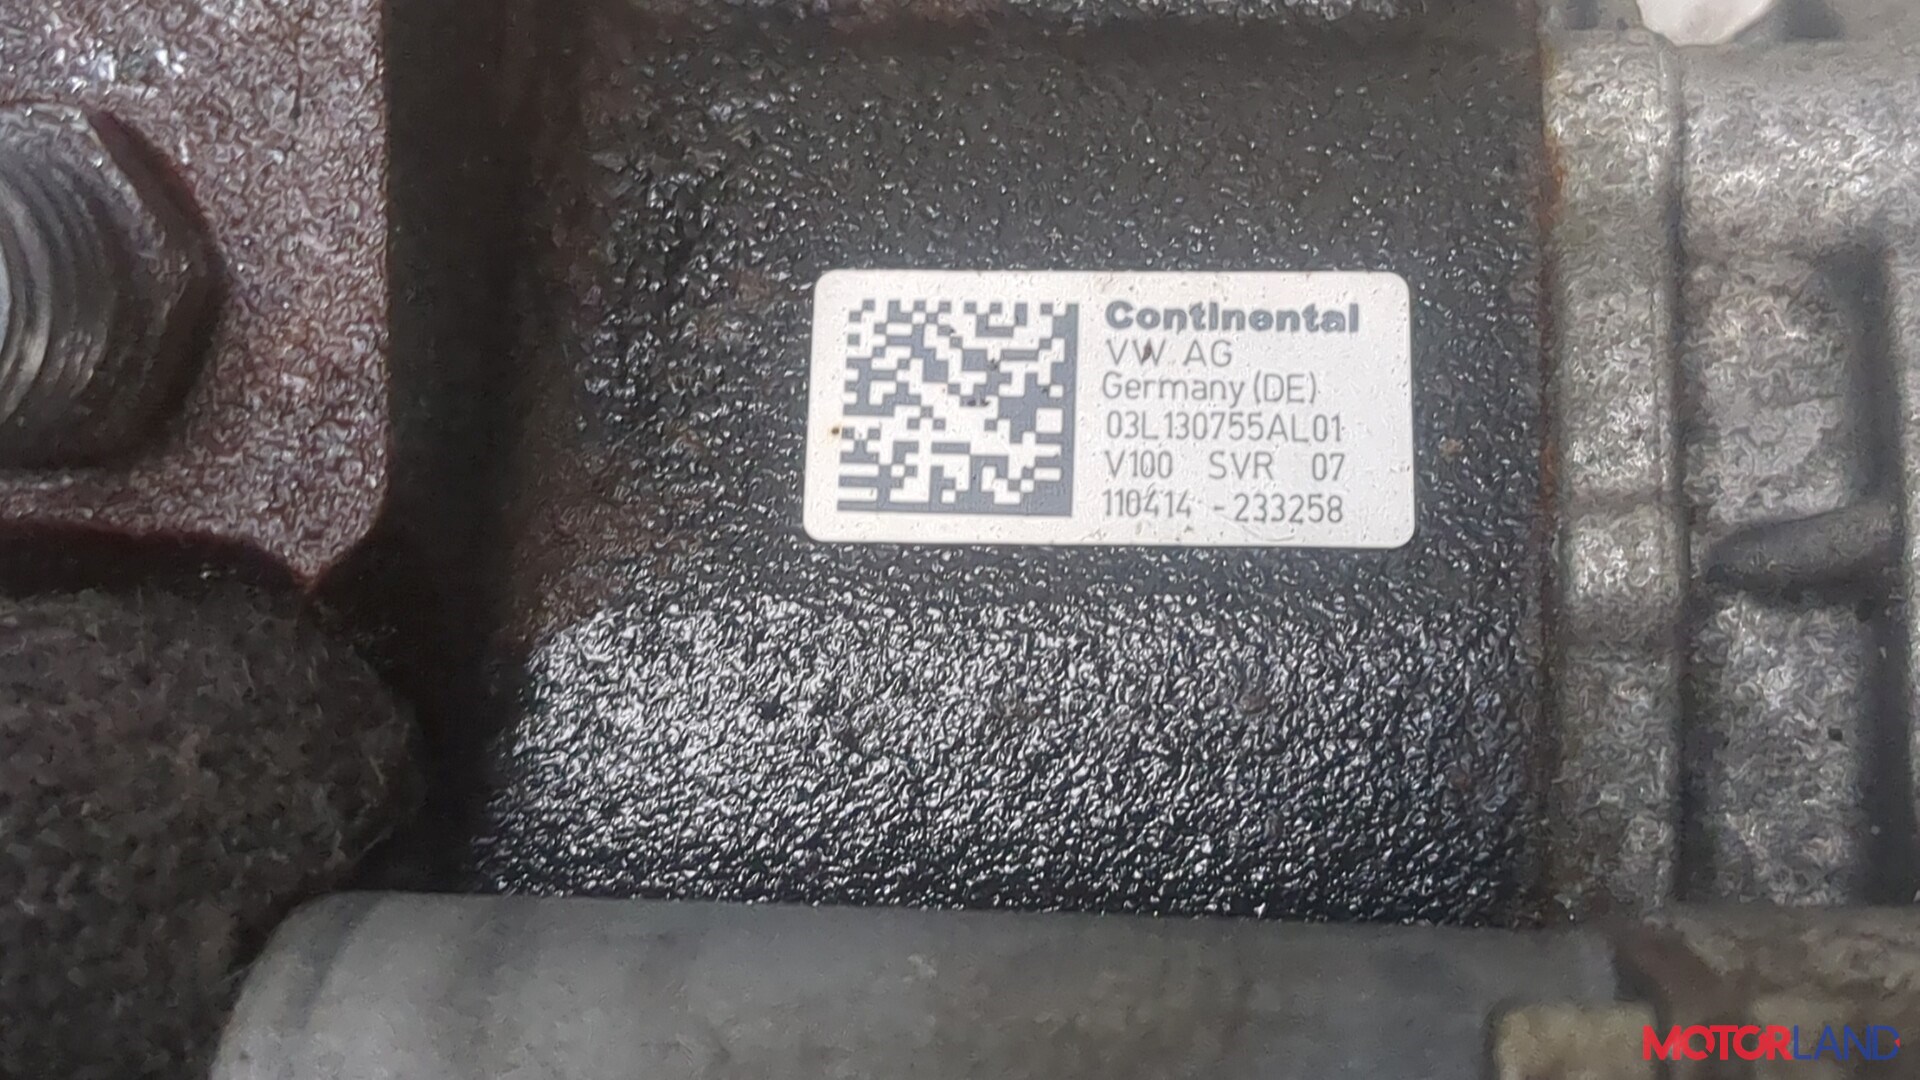 Continental
VW AG
Germany (DE)
03L130755AL01
V100 SVR 07
110414 - 233258
MOTORLAND